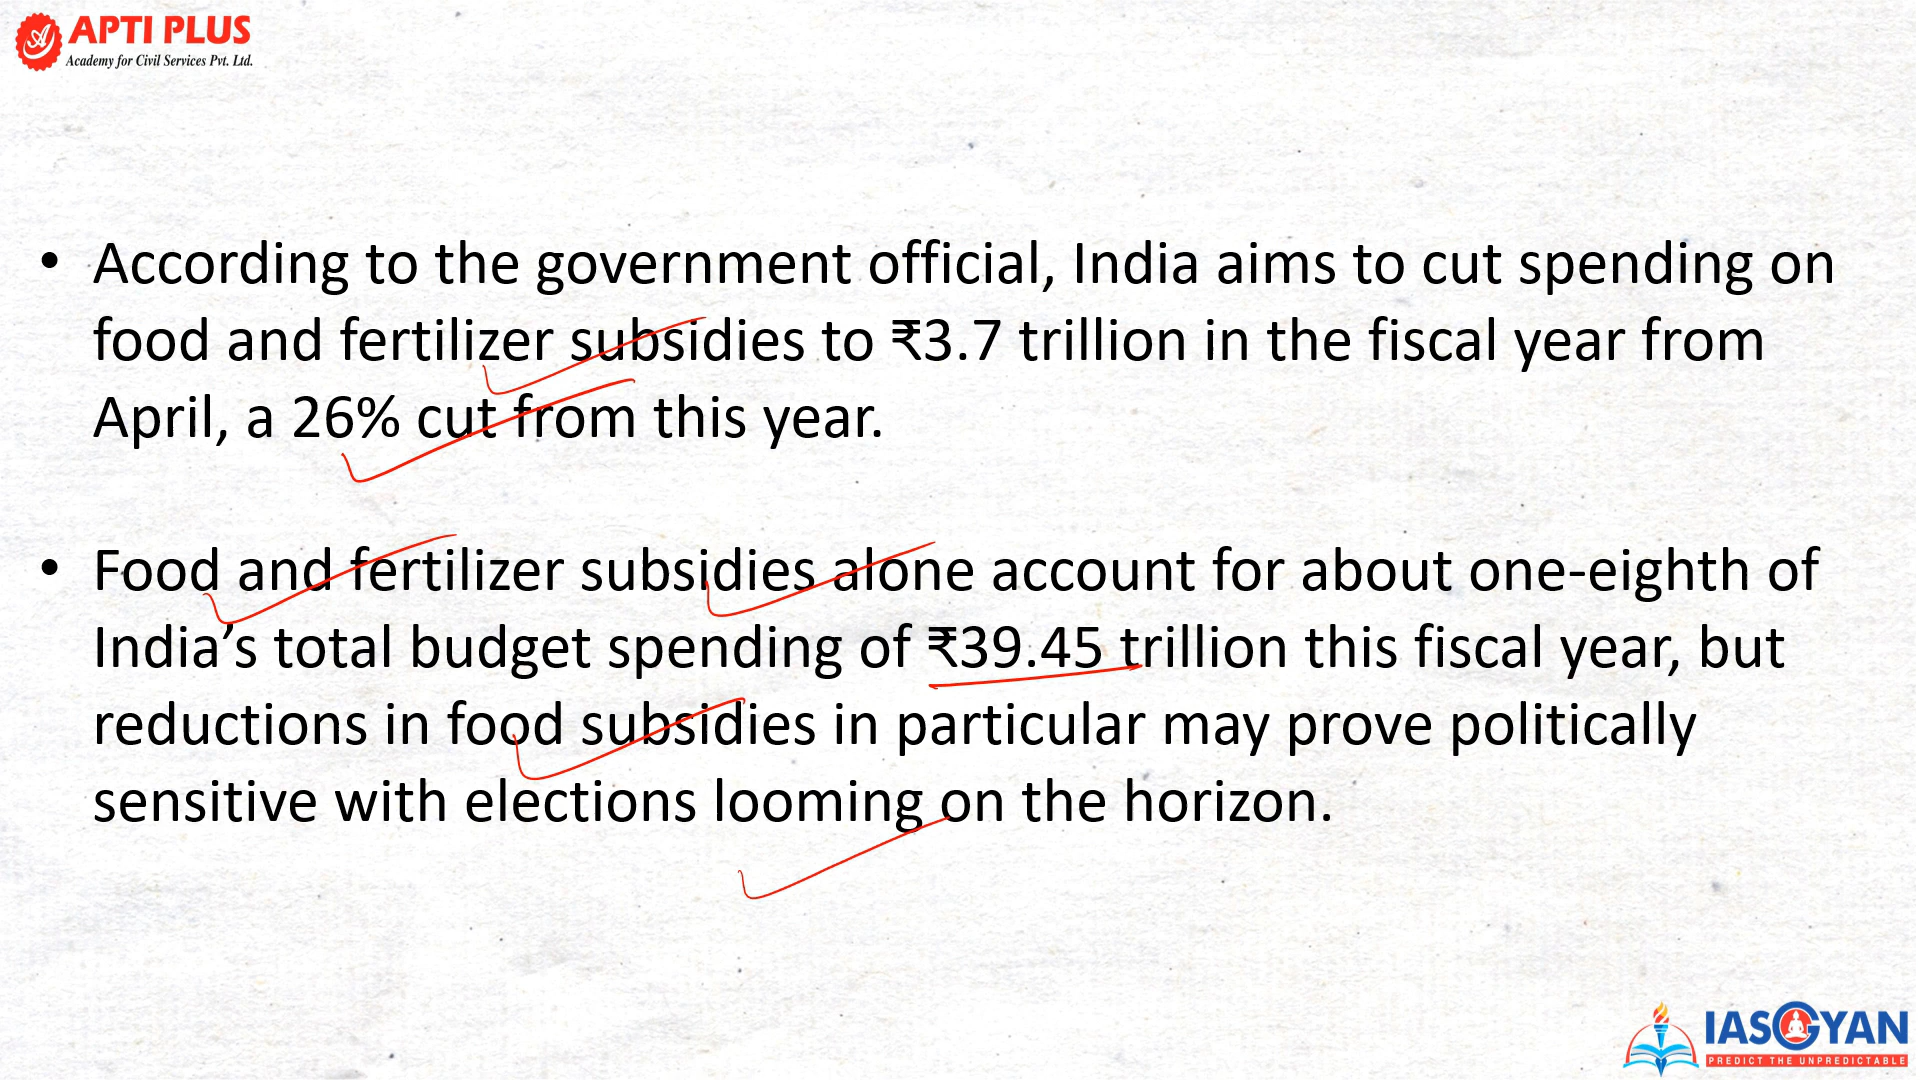 APTI PLUS
Academy for Civil Services Pvt. Ltd.
• According to the government official, India aims to cut spending on
food and fertilizer subsidies to ₹3.7 trillion in the fiscal year from
April, a 26% cut from this year.
• Food and fertilizer subsidies alone account for about one-eighth of
India’s total budget spending of ₹39.45 trillion this fiscal year, but
reductions in food subsidies in particular may prove politically
sensitive with elections looming on the horizon.
IASGYAN
PREDICT THE UNPREDICTABLE